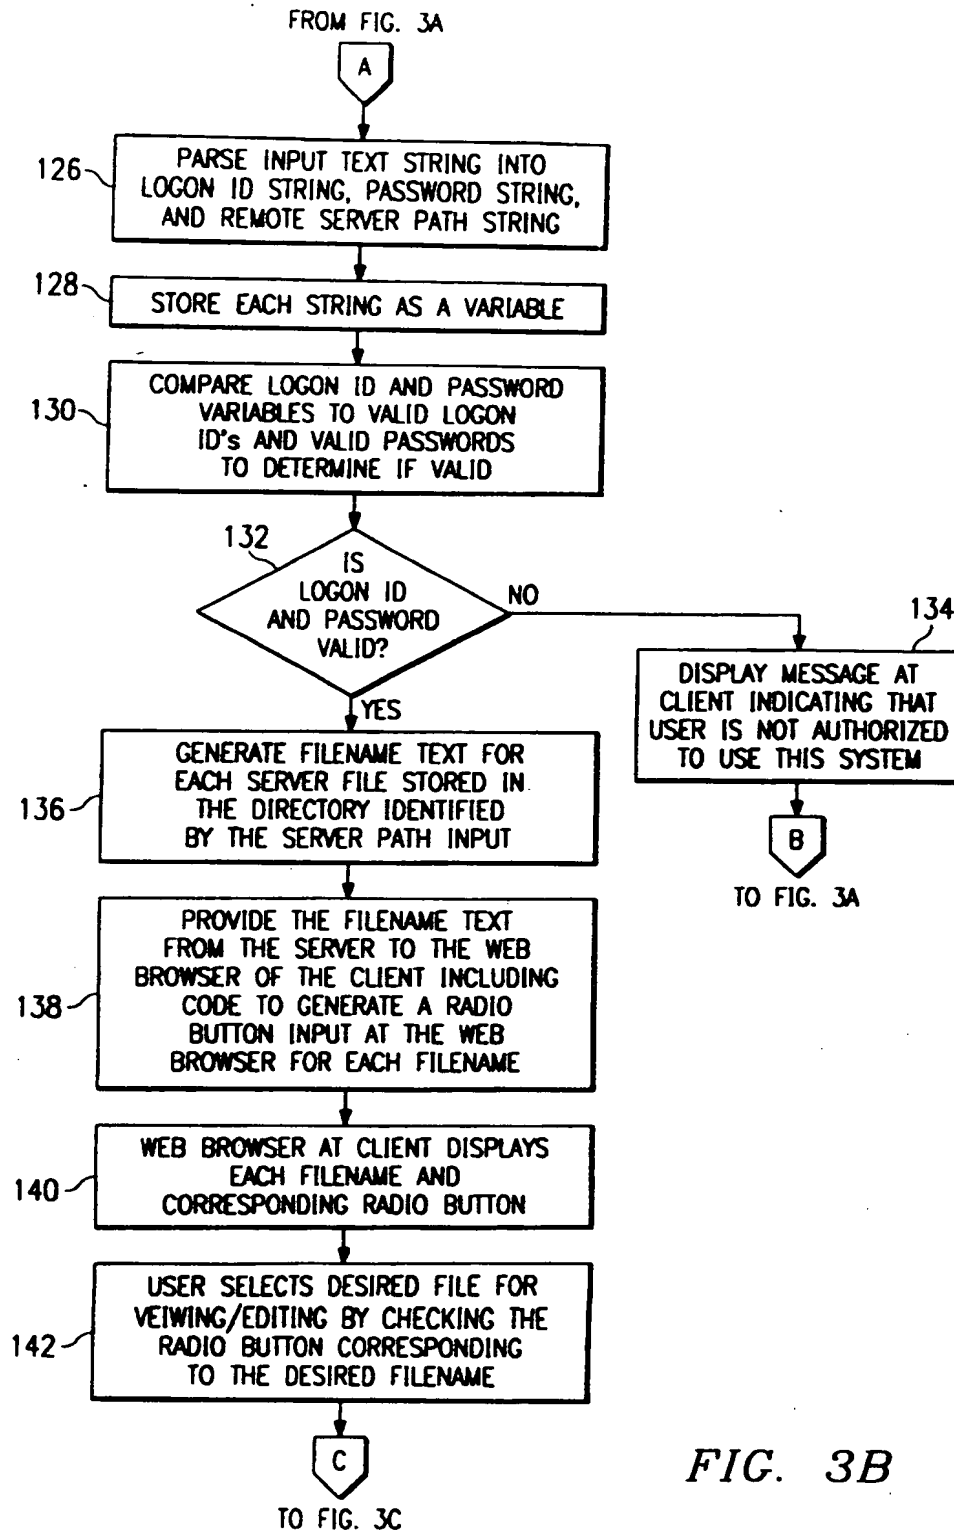 FROM FIG. 3A
A
126
PARSE INPUT TEXT STRING INTO
LOGON ID STRING, PASSWORD STRING,
AND REMOTE SERVER PATH STRING
128
STORE EACH STRING AS A VARIABLE
130
COMPARE LOGON ID AND PASSWORD
VARIABLES TO VALID LOGON
ID's AND VALID PASSWORDS
TO DETERMINE IF VALID
132
IS
LOGON ID
AND PASSWORD
VALID?
NO
134
DISPLAY MESSAGE AT
CLIENT INDICATING THAT
USER IS NOT AUTHORIZED
TO USE THIS SYSTEM
B
TO FIG. 3A
YES
136
GENERATE FILENAME TEXT FOR
EACH SERVER FILE STORED IN
THE DIRECTORY IDENTIFIED
BY THE SERVER PATH INPUT
138
PROVIDE THE FILENAME TEXT
FROM THE SERVER TO THE WEB
BROWSER OF THE CLIENT INCLUDING
CODE TO GENERATE A RADIO
BUTTON INPUT AT THE WEB
BROWSER FOR EACH FILENAME
140
WEB BROWSER AT CLIENT DISPLAYS
EACH FILENAME AND
CORRESPONDING RADIO BUTTON
142
USER SELECTS DESIRED FILE FOR
VEIWING/EDITING BY CHECKING THE
RADIO BUTTON CORRESPONDING
TO THE DESIRED FILENAME
C
TO FIG. 3C
FIG. 3B